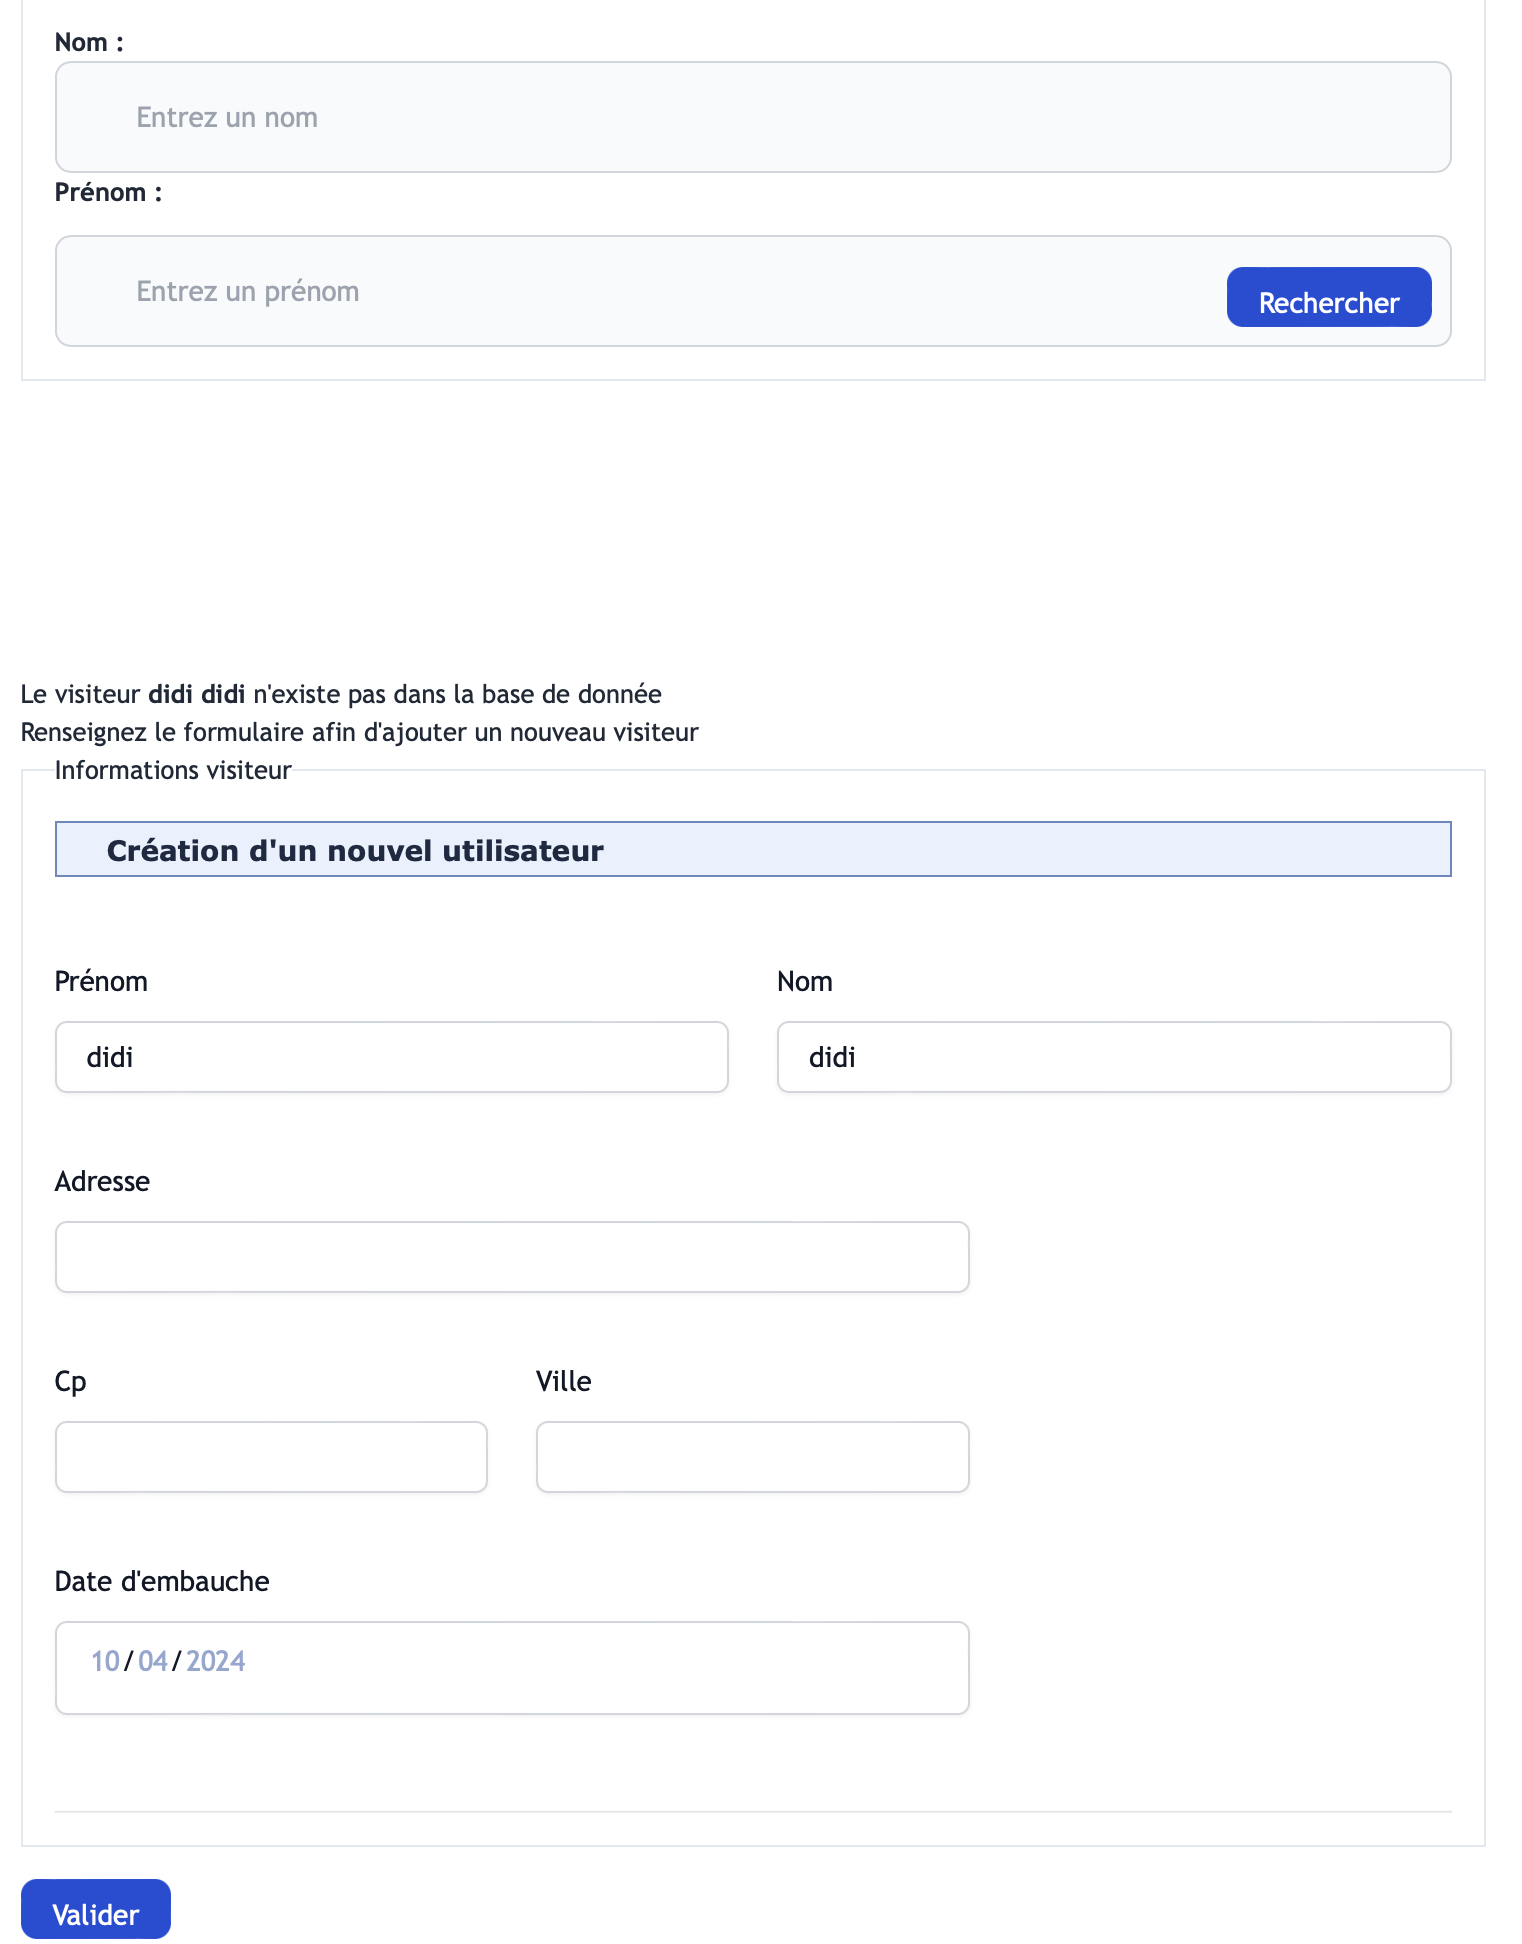 Nom :
Entrez un nom
Prénom :
Entrez un prénom
Rechercher
Le visiteur didi didi n'existe pas dans la base de donnée
Renseignez le formulaire afin d'ajouter un nouveau visiteur
Informations visiteur
Création d'un nouvel utilisateur
Prénom
Nom
didi
didi
Adresse
Cp
Ville
Date d'embauche
10/04/2024
Valider